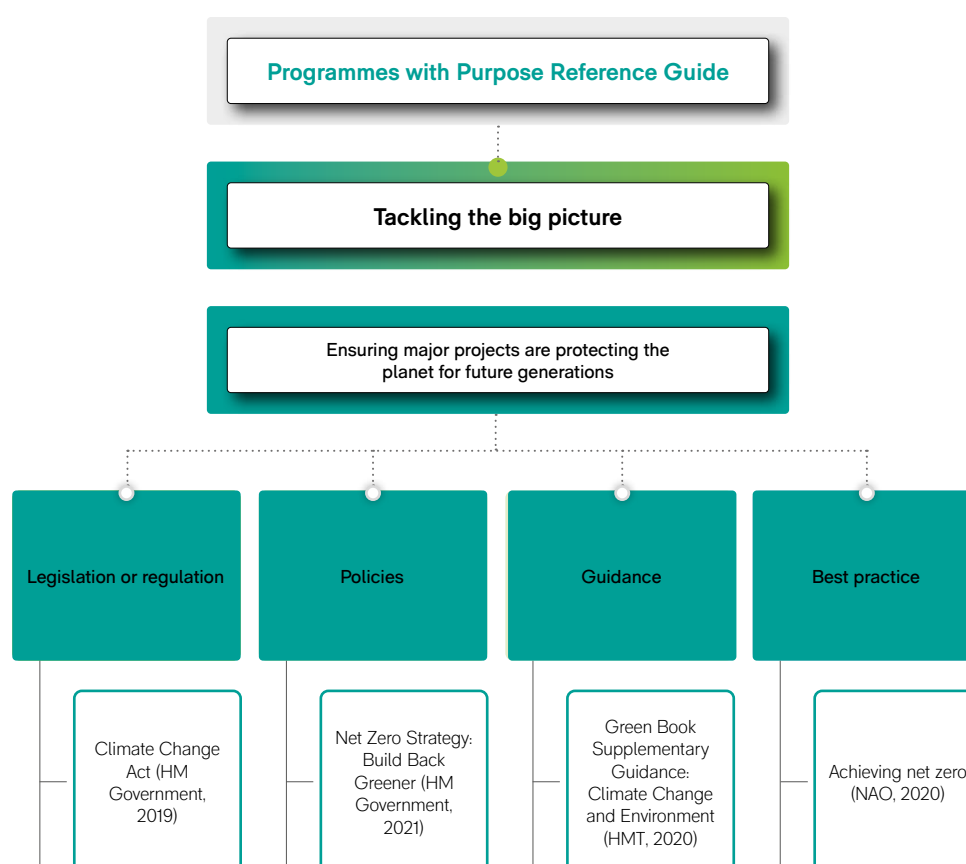 Programmes with Purpose Reference Guide
Tackling the big picture
Ensuring major projects are protecting the
planet for future generations
Legislation or regulation
Policies
Guidance
Best practice
Climate Change
Act (HM
Government,
2019)
Net Zero Strategy:
Build Back
Greener (HM
Government,
2021)
Green Book
Supplementary
Guidance:
Climate Change
and Environment
(HMT, 2020)
Achieving net zero
(NAO, 2020)